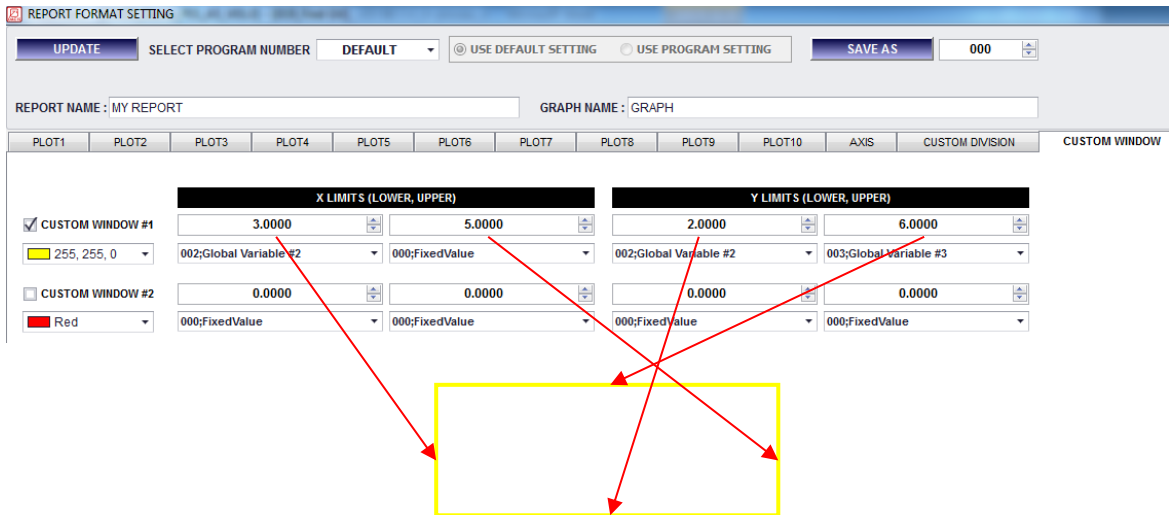 REPORT FORMAT SETTING
UPDATE SELECT PROGRAM NUMBER DEFAULT USE DEFAULT SETTING USE PROGRAM SETTING SAVE AS 000
REPORT NAME : MY REPORT GRAPH NAME : GRAPH
PLOT1 PLOT2 PLOT3 PLOT4 PLOT5 PLOT6 PLOT7 PLOT8 PLOT9 PLOT10 AXIS CUSTOM DIVISION CUSTOM WINDOW
X LIMITS (LOWER, UPPER) Y LIMITS (LOWER, UPPER)
CUSTOM WINDOW #1 3.0000 5.0000 2.0000 6.0000
255, 255, 0 002;Global Variable #2 000;FixedValue 002;Global Variable #2 003;Global Variable #3
CUSTOM WINDOW #2 0.0000 0.0000 0.0000 0.0000
Red 000;FixedValue 000;FixedValue 000;FixedValue 000;FixedValue